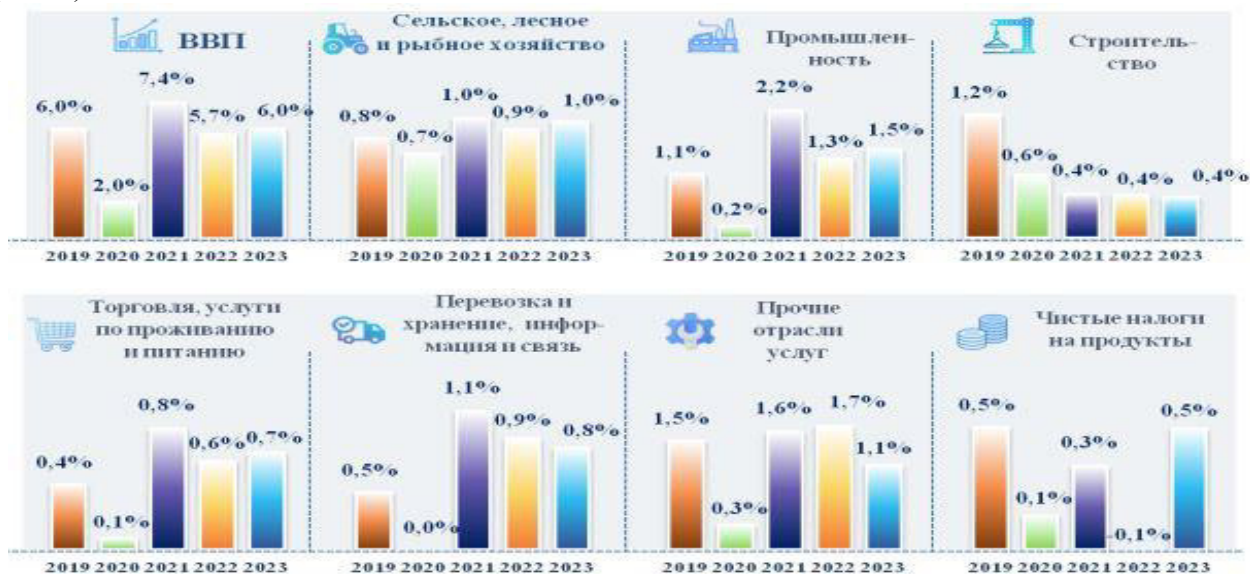 ВВП
6,0%
2,0%
7,4%
5,7%
6,0%
2019 2020 2021 2022 2023
Сельское, лесное
и рыбное хозяйство
0,8%
0,7%
1,0%
0,9%
1,0%
2019 2020 2021 2022 2023
Промышлен-
ность
1,1%
0,2%
2,2%
1,3%
1,5%
2019 2020 2021 2022 2023
Строитель-
ство
1,2%
0,6%
0,4%
0,4%
0,4%
2019 2020 2021 2022 2023
Торговля, услуги
по проживанию
и питанию
0,4%
0,1%
0,8%
0,6%
0,7%
2019 2020 2021 2022 2023
Перевозка и
хранение, инфор-
мация и связь
0,5%
0,0%
1,1%
0,9%
0,8%
2019 2020 2021 2022 2023
Прочие
отрасли
услуг
1,5%
0,3%
1,6%
1,7%
1,1%
2019 2020 2021 2022 2023
Чистые налоги
на продукты
0,5%
0,1%
0,3%
-0,1%
0,5%
2019 2020 2021 2022 2023